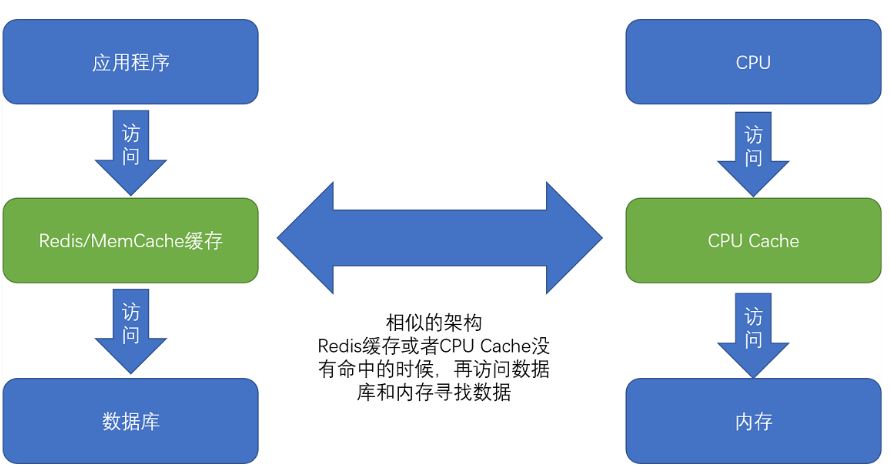 应用程序
CPU
访
问
访
问
Redis/MemCache缓存
CPU Cache
相似的架构
Redis缓存或者CPU Cache没
有命中的时候，再访问数据
库和内存寻找数据
访
问
访
问
数据库
内存